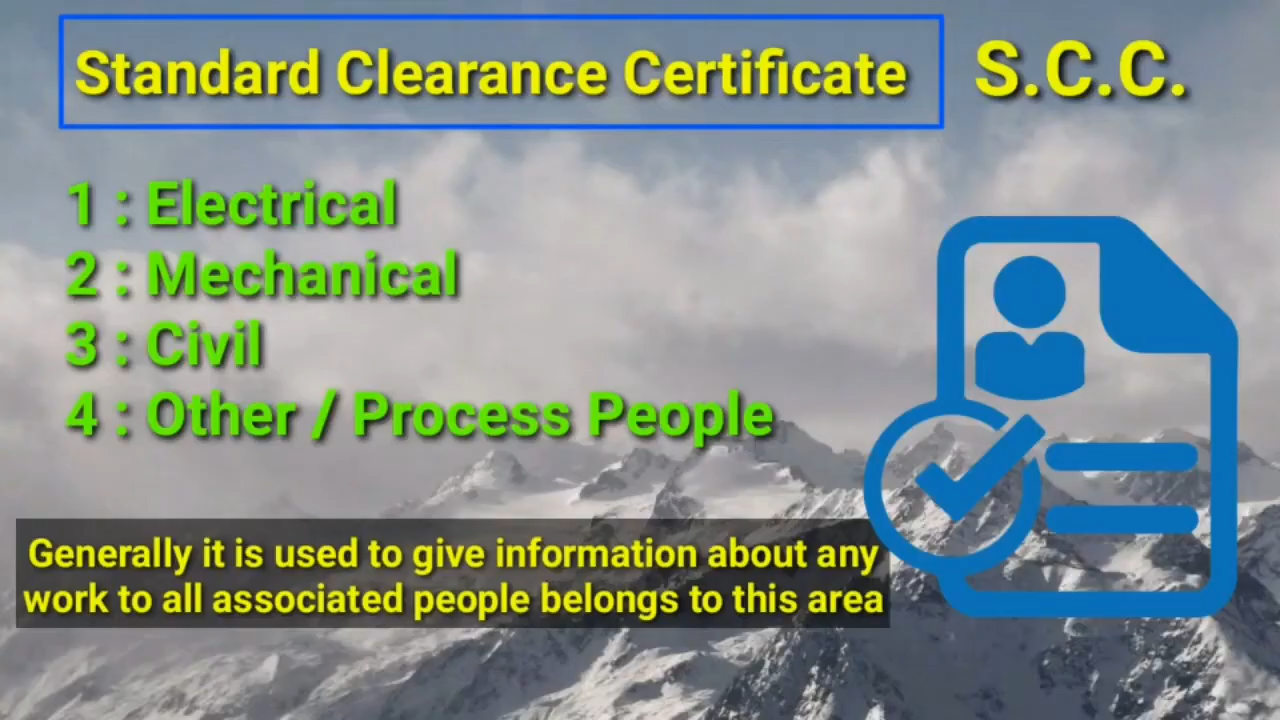 Standard Clearance Certificate S.C.C.
1 : Electrical
2 : Mechanical
3 : Civil
4 : Other / Process People
Generally it is used to give information about any
work to all associated people belongs to this area